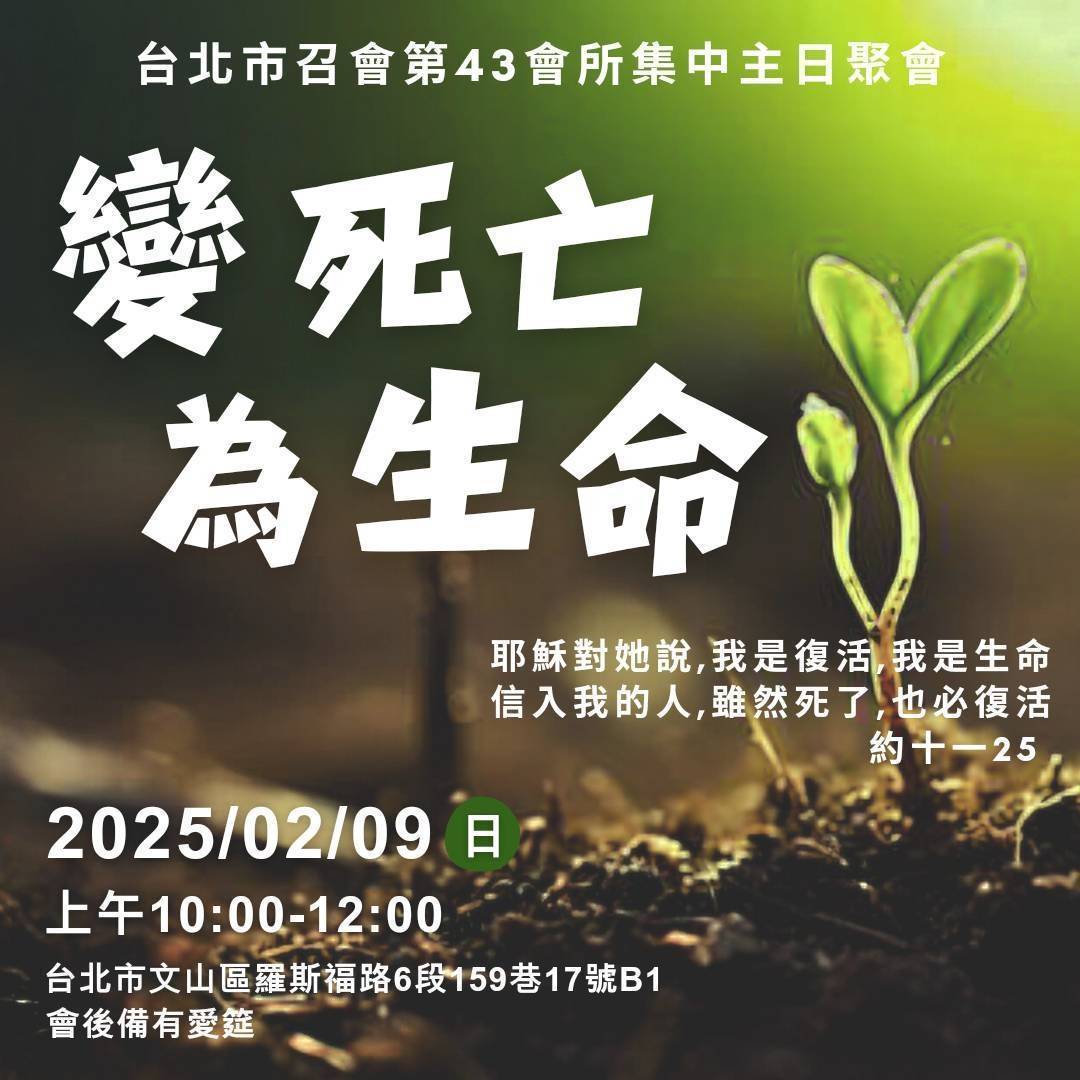 台北市召會第43會所集中主日聚會
變死亡
為生命
耶穌對她說,我是復活,我是生命
信入我的人,雖然死了,也必復活
約十一25
2025/02/09 日
上午10:00-12:00
台北市文山區羅斯福路6段159巷17號B1
會後備有愛筵